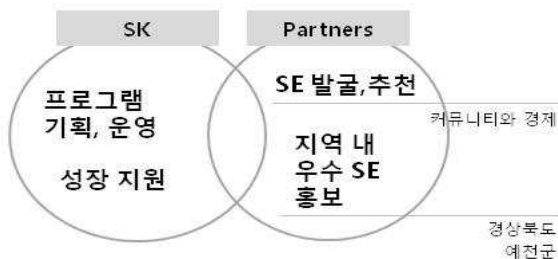 SK
Partners
프로그램
기획, 운영
성장 지원
SE 발굴,추천
커뮤니티와 경제
지역 내
우수 SE
홍보
경상북도
예천군